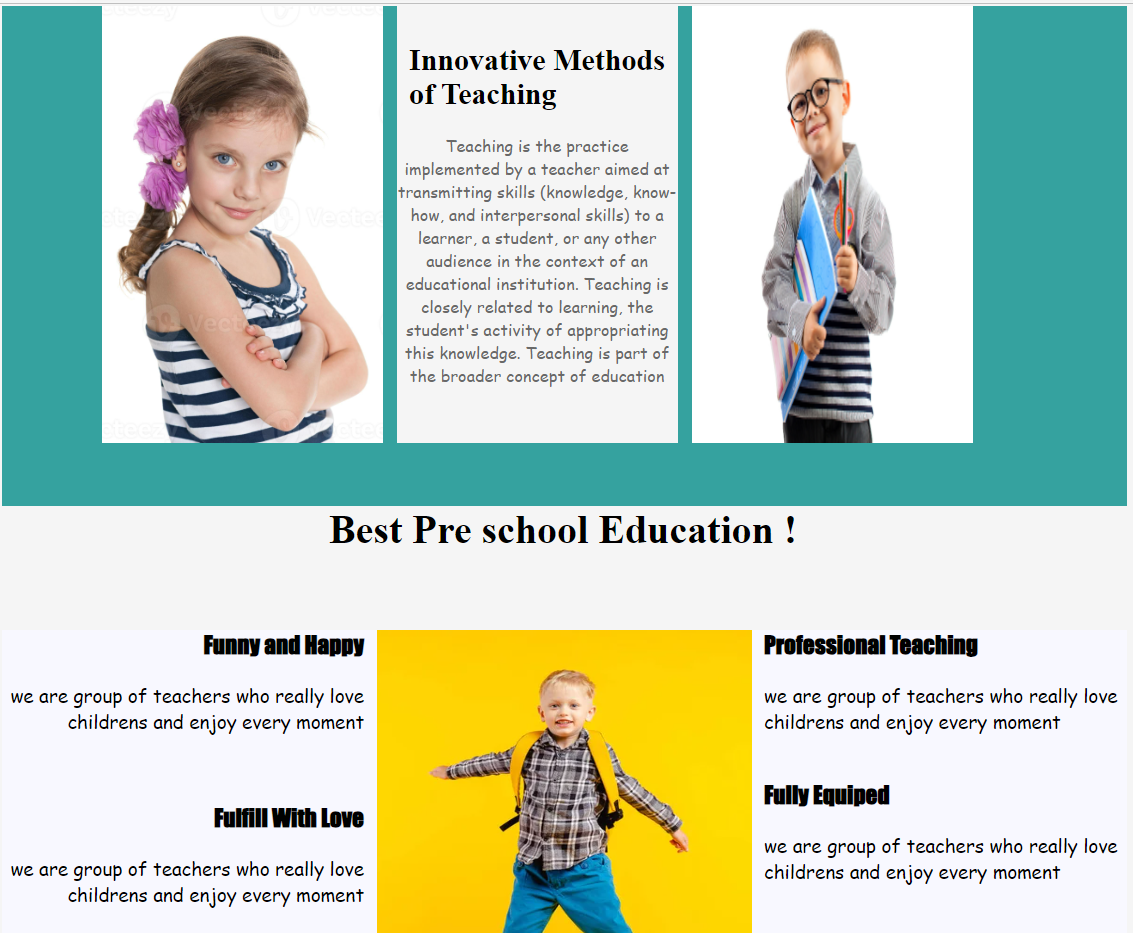 Innovative Methods
of Teaching
Teaching is the practice
implemented by a teacher aimed at
transmitting skills (knowledge, know-
how, and interpersonal skills) to a
learner, a student, or any other
audience in the context of an
educational institution. Teaching is
closely related to learning, the
student's activity of appropriating
this knowledge. Teaching is part of
the broader concept of education
Best Pre school Education !
Funny and Happy
we are group of teachers who really love
childrens and enjoy every moment
Fulfill With Love
we are group of teachers who really love
childrens and enjoy every moment
Professional Teaching
we are group of teachers who really love
childrens and enjoy every moment
Fully Equiped
we are group of teachers who really love
childrens and enjoy every moment